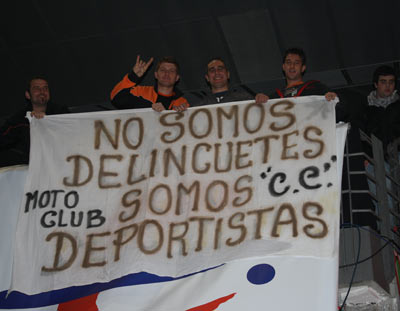 NO SOMOS
DELINCUETES
MOTO CLUB SOMOS "C.C."
DEPORTISTAS